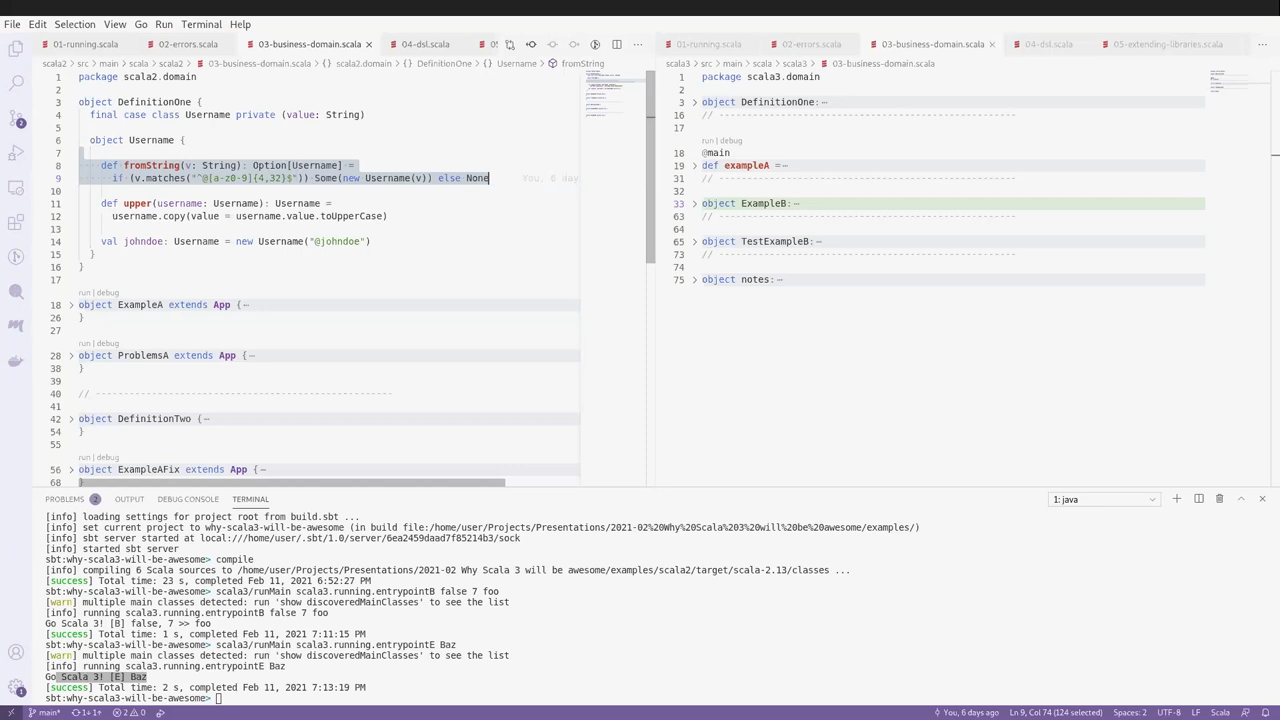 File Edit Selection View Go Run Terminal Help
01-running.scala 02-errors.scala 03-business-domain.scala 04-dsl.scala 05
scala2 > src > main > scala > scala2 > 03-business-domain.scala > {} scala2.domain > {} DefinitionOne > {} Username > fromString
package scala2.domain
2
3 object DefinitionOne {
4 final case class Username private (value: String)
5
6 object Username {
7
8 def fromString(v: String): Option[Username] =
9 if (v.matches("^@[a-z0-9]{4,32}$")) Some(new Username(v)) else None You, 6 day
10
11 def upper(username: Username): Username =
12 username.copy(value = username.value.toUpperCase)
13
14 val johndoe: Username = new Username("@johndoe")
15 }
16 }
17
run | debug
18 > object ExampleA extends App { ⋯
26 }
27
run | debug
28 > object ProblemsA extends App { ⋯
38 }
39
40 // ------------------------------------------------------
41
42 > object DefinitionTwo { ⋯
54 }
55
run | debug
56 > object ExampleAFix extends App { ⋯
68 }
01-running.scala 02-errors.scala 03-business-domain.scala 04-dsl.scala 05-extending-libraries.scala
scala3 > src > main > scala > scala3 > 03-business-domain.scala
1 package scala3.domain
2
3 > object DefinitionOne: ⋯
16 // ------------------------------------------------------
17
run | debug
18 @main
19 > def exampleA = ⋯
31 // ------------------------------------------------------
32
33 > object ExampleB: ⋯
63 // ------------------------------------------------------
64
65 > object TestExampleB: ⋯
73 // ------------------------------------------------------
74
75 > object notes: ⋯
PROBLEMS 2 OUTPUT DEBUG CONSOLE TERMINAL 1: java
[info] loading settings for project root from build.sbt ...
[info] set current project to why-scala3-will-be-awesome (in build file:/home/user/Projects/Presentations/2021-02%20Why%20Scala%203%20will%20be%20awesome/examples/)
[info] sbt server started at local:///home/user/.sbt/1.0/server/6ea2459daad7f85214b3/sock
[info] started sbt server
sbt:why-scala3-will-be-awesome> compile
[info] compiling 6 Scala sources to /home/user/Projects/Presentations/2021-02 Why Scala 3 will be awesome/examples/scala2/target/scala-2.13/classes ...
[success] Total time: 23 s, completed Feb 11, 2021 6:52:27 PM
sbt:why-scala3-will-be-awesome> scala3/runMain scala3.running.entrypointB false 7 foo
[warn] multiple main classes detected: run 'show discoveredMainClasses' to see the list
[info] running scala3.running.entrypointB false 7 foo
Go Scala 3! [B] false, 7 >> foo
[success] Total time: 1 s, completed Feb 11, 2021 7:11:15 PM
sbt:why-scala3-will-be-awesome> scala3/runMain scala3.running.entrypointE Baz
[warn] multiple main classes detected: run 'show discoveredMainClasses' to see the list
[info] running scala3.running.entrypointE Baz
Go Scala 3! [E] Baz
[success] Total time: 2 s, completed Feb 11, 2021 7:13:19 PM
sbt:why-scala3-will-be-awesome>
main* 1↓ 1↑ 2 0 You, 6 days ago Ln 9, Col 74 (124 selected) Spaces: 2 UTF-8 LF Scala